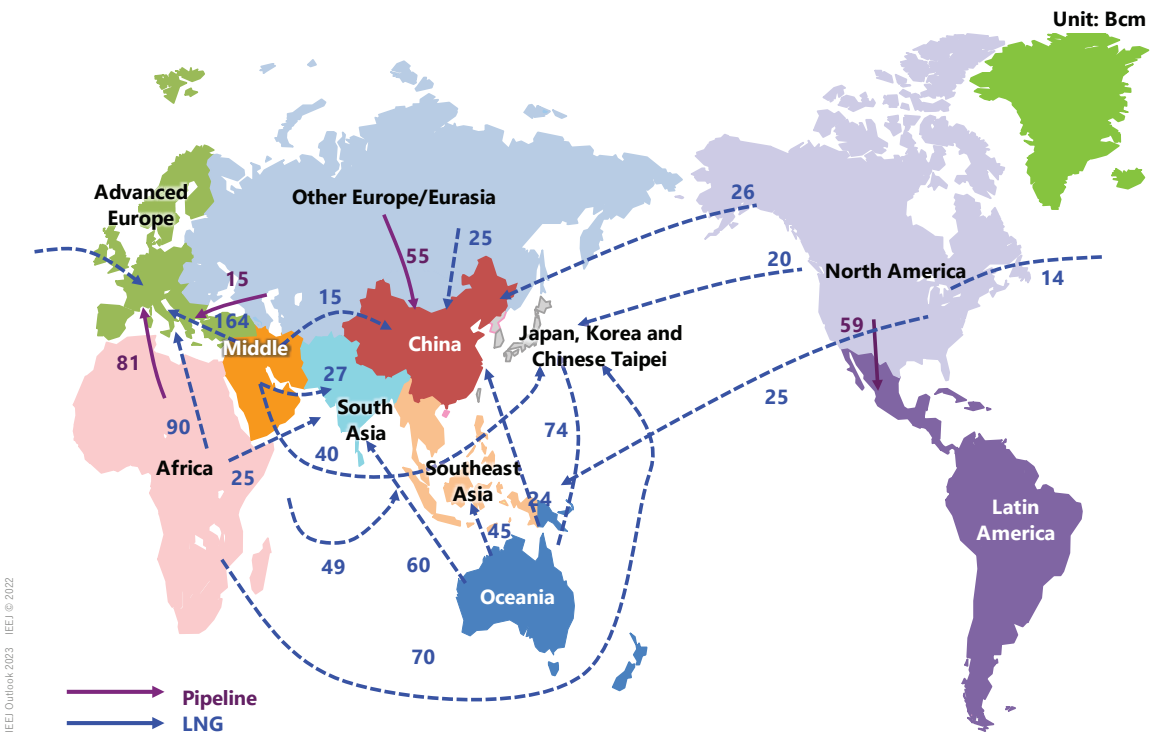 Unit: Bcm
Advanced
Europe
Other Europe/Eurasia
26
25
55
20
North America
14
15
15
164
Middle
China
Japan, Korea and
Chinese Taipei
59
81
27
South
Asia
25
90
40
74
Africa
25
Southeast
Asia
24
Latin
America
45
49
60
Oceania
70
Pipeline
LNG
IEEJ Outlook 2023 IEEJ © 2022